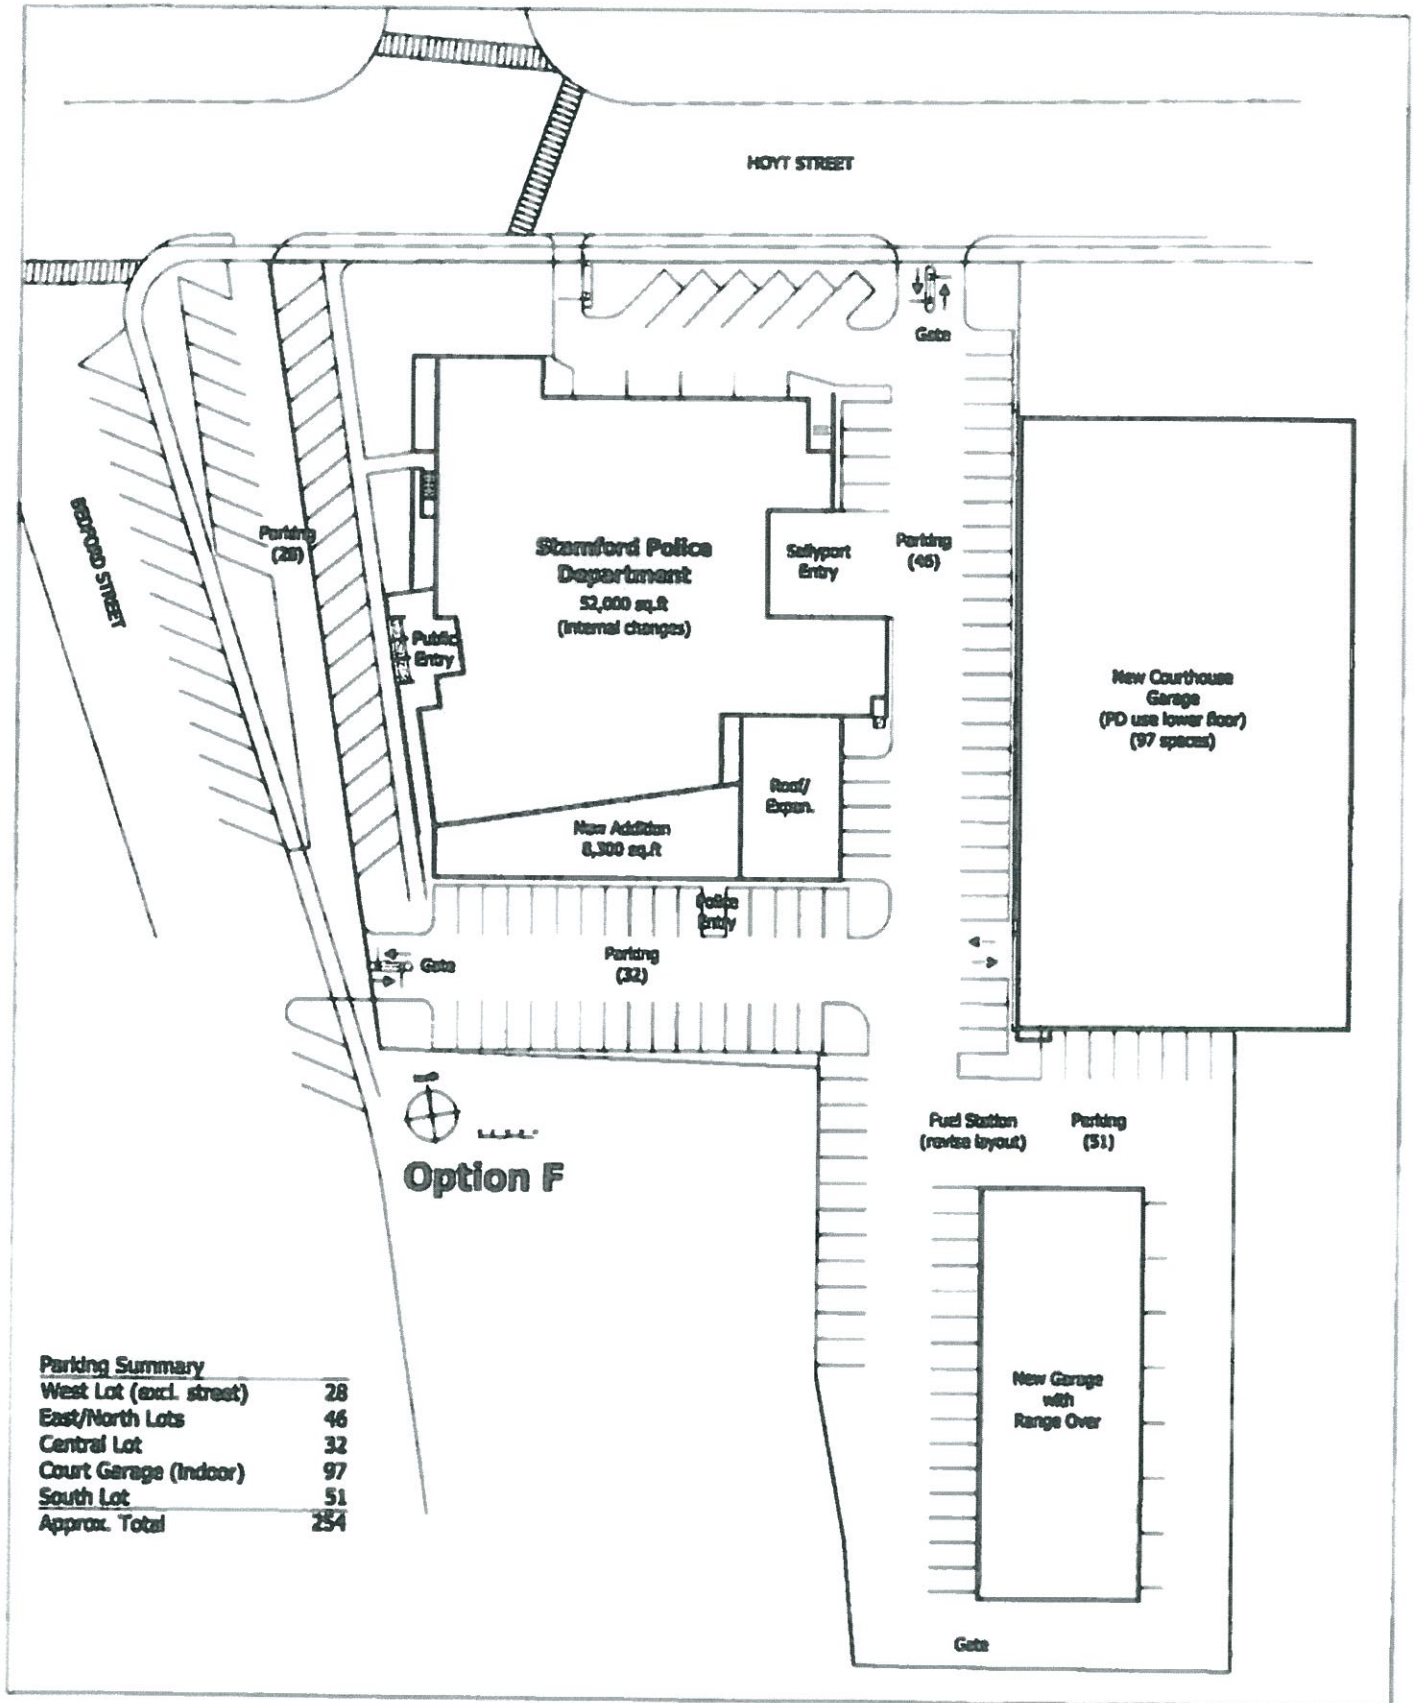 HOYT STREET
Gate
BEDFORD STREET
Parking
(28)
Stamford Police
Department
52,000 sq.ft
(internal changes)
Sallyport
Entry
Parking
(46)
Public
Entry
New Courthouse
Garage
(PD use lower floor)
(97 spaces)
Roof/
Expan.
New Addition
8,300 sq.ft
Police
Entry
Parking
(32)
Gate
Option F
Fuel Station
(revise layout)
Parking
(51)
New Garage
with
Range Over
Gate
Parking Summary
West Lot (excl. street) 28
East/North Lots 46
Central Lot 32
Court Garage (indoor) 97
South Lot 51
Approx. Total 254